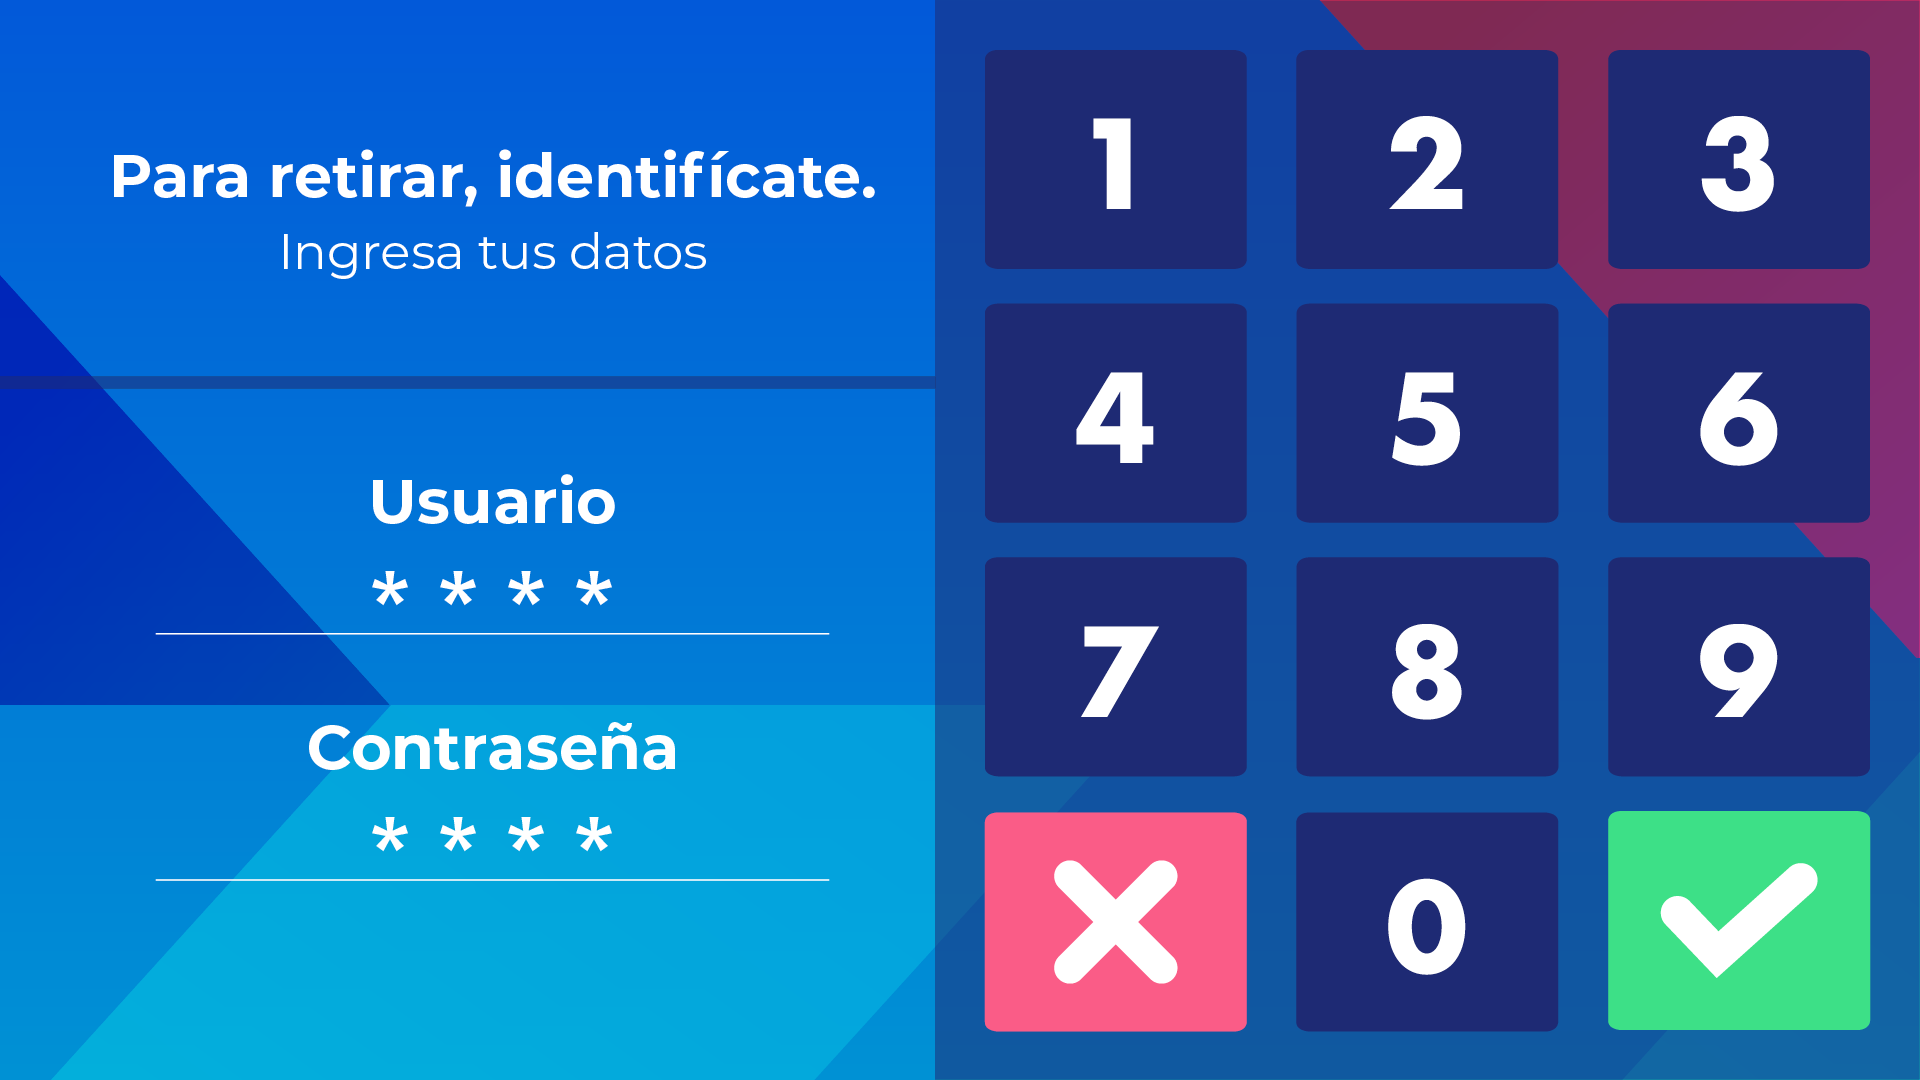 Para retirar, identifícate.
Ingresa tus datos
Usuario
* * * *
Contraseña
* * * *
1 2 3
4 5 6
7 8 9
0